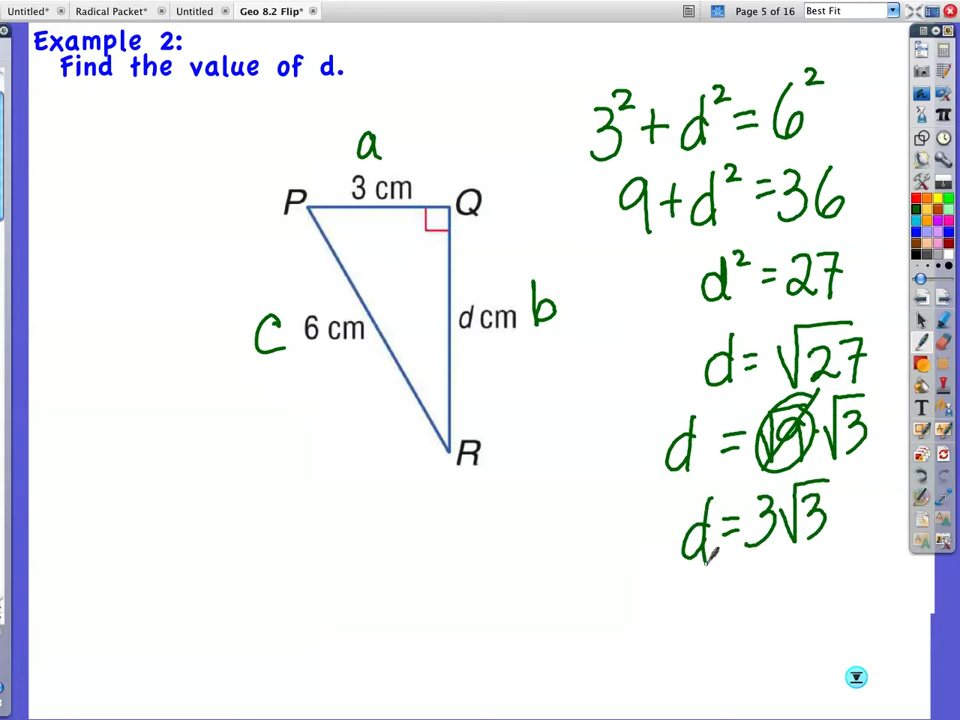 Untitled* Radical Packet* Untitled Geo 8.2 Flip* Page 5 of 16 Best Fit
Example 2:
Find the value of d.
a
3 cm
P
Q
c
6 cm
d cm
b
R
3² + d² = 6²
9 + d² = 36
d² = 27
d = √27
d = √9 · √3
d = 3√3